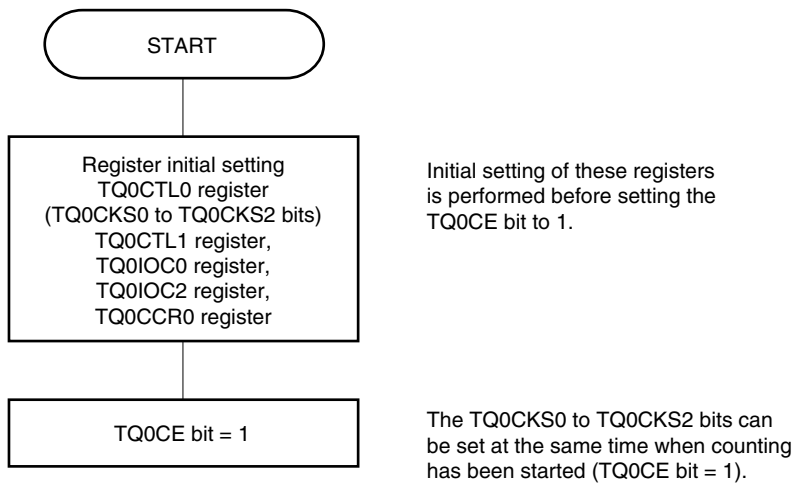 START
Register initial setting
TQ0CTL0 register
(TQ0CKS0 to TQ0CKS2 bits)
TQ0CTL1 register,
TQ0IOC0 register,
TQ0IOC2 register,
TQ0CCR0 register
Initial setting of these registers
is performed before setting the
TQ0CE bit to 1.
TQ0CE bit = 1
The TQ0CKS0 to TQ0CKS2 bits can
be set at the same time when counting
has been started (TQ0CE bit = 1).